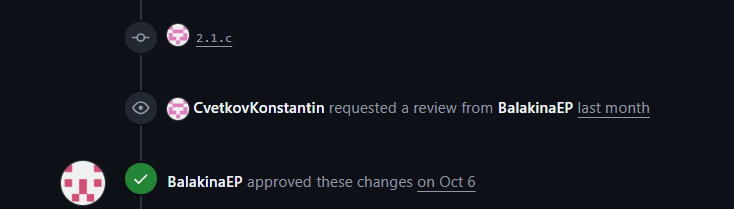 2.1.c
CvetkovKonstantin requested a review from BalakinaEP last month
BalakinaEP approved these changes on Oct 6